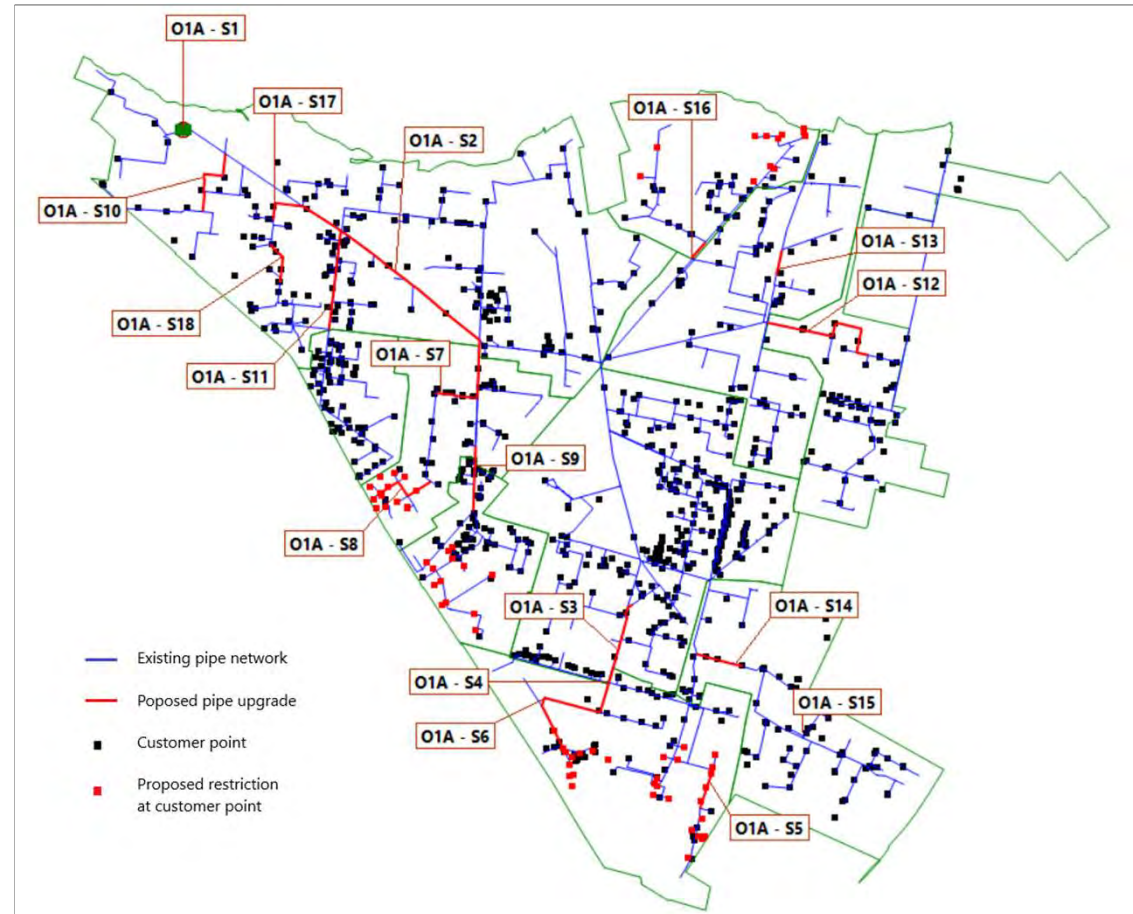 O1A - S1
O1A - S17
O1A - S2
O1A - S16
O1A - S10
O1A - S13
O1A - S12
O1A - S18
O1A - S7
O1A - S11
O1A - S9
O1A - S8
O1A - S3
O1A - S14
O1A - S4
O1A - S15
O1A - S6
O1A - S5
Existing pipe network
Poposed pipe upgrade
Customer point
Proposed restriction
at customer point